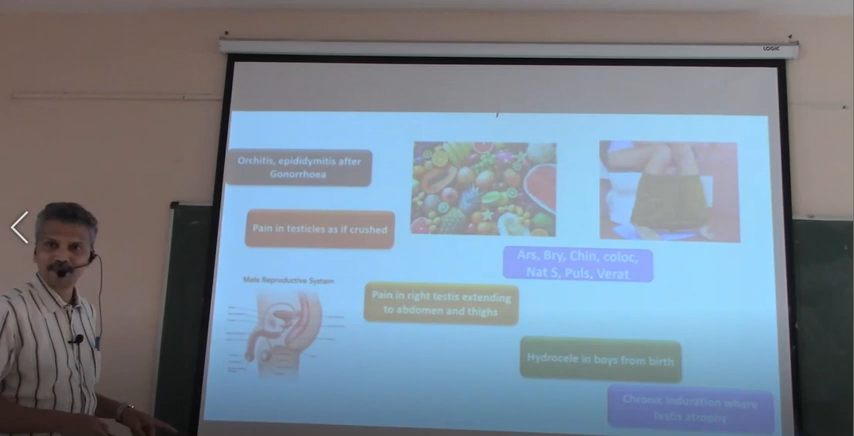 LOGIC
Orchitis, epididymitis after
Gonorrhoea
Pain in testicles as if crushed
Ars, Bry, Chin, coloc,
Nat S, Puls, Verat
Male Reproductive System
Pain in right testis extending
to abdomen and thighs
Hydrocele in boys from birth
Chronic induration where
testis atrophy